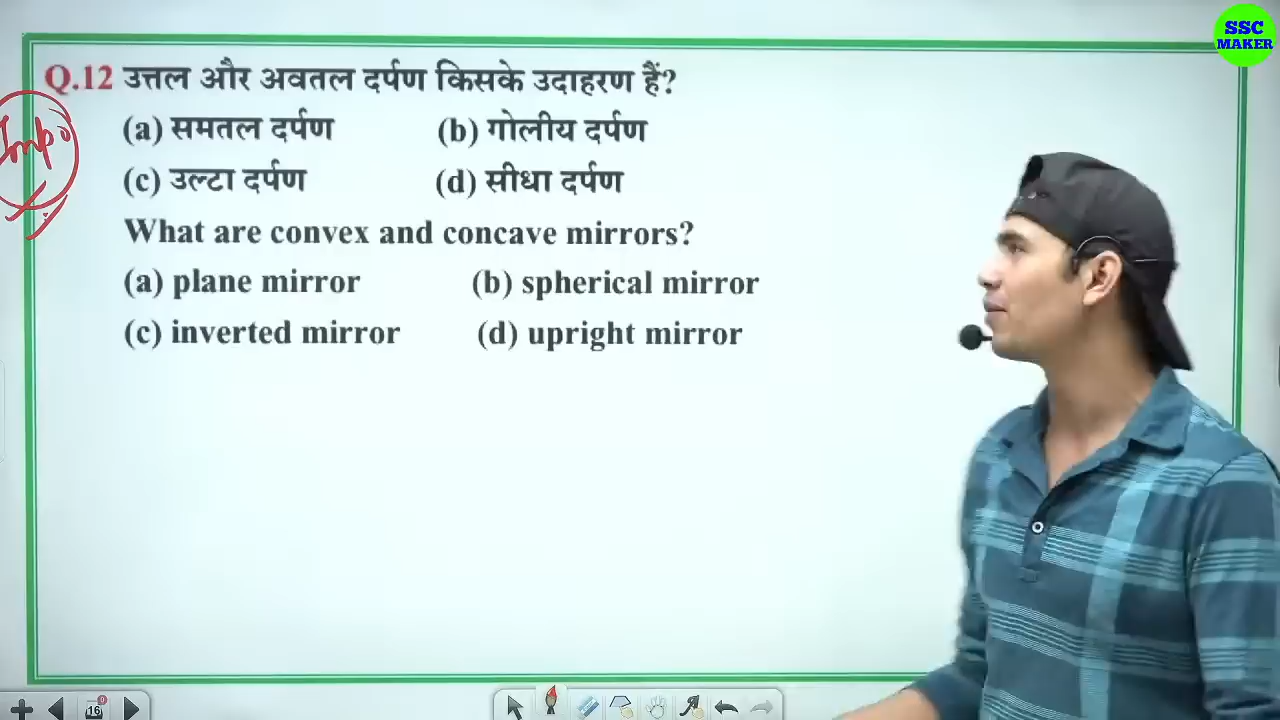 SSC
MAKER
Q.12 उत्तल और अवतल दर्पण किसके उदाहरण हैं?
(a) समतल दर्पण (b) गोलीय दर्पण
Imp
(c) उल्टा दर्पण (d) सीधा दर्पण
What are convex and concave mirrors?
(a) plane mirror (b) spherical mirror
(c) inverted mirror (d) upright mirror
16